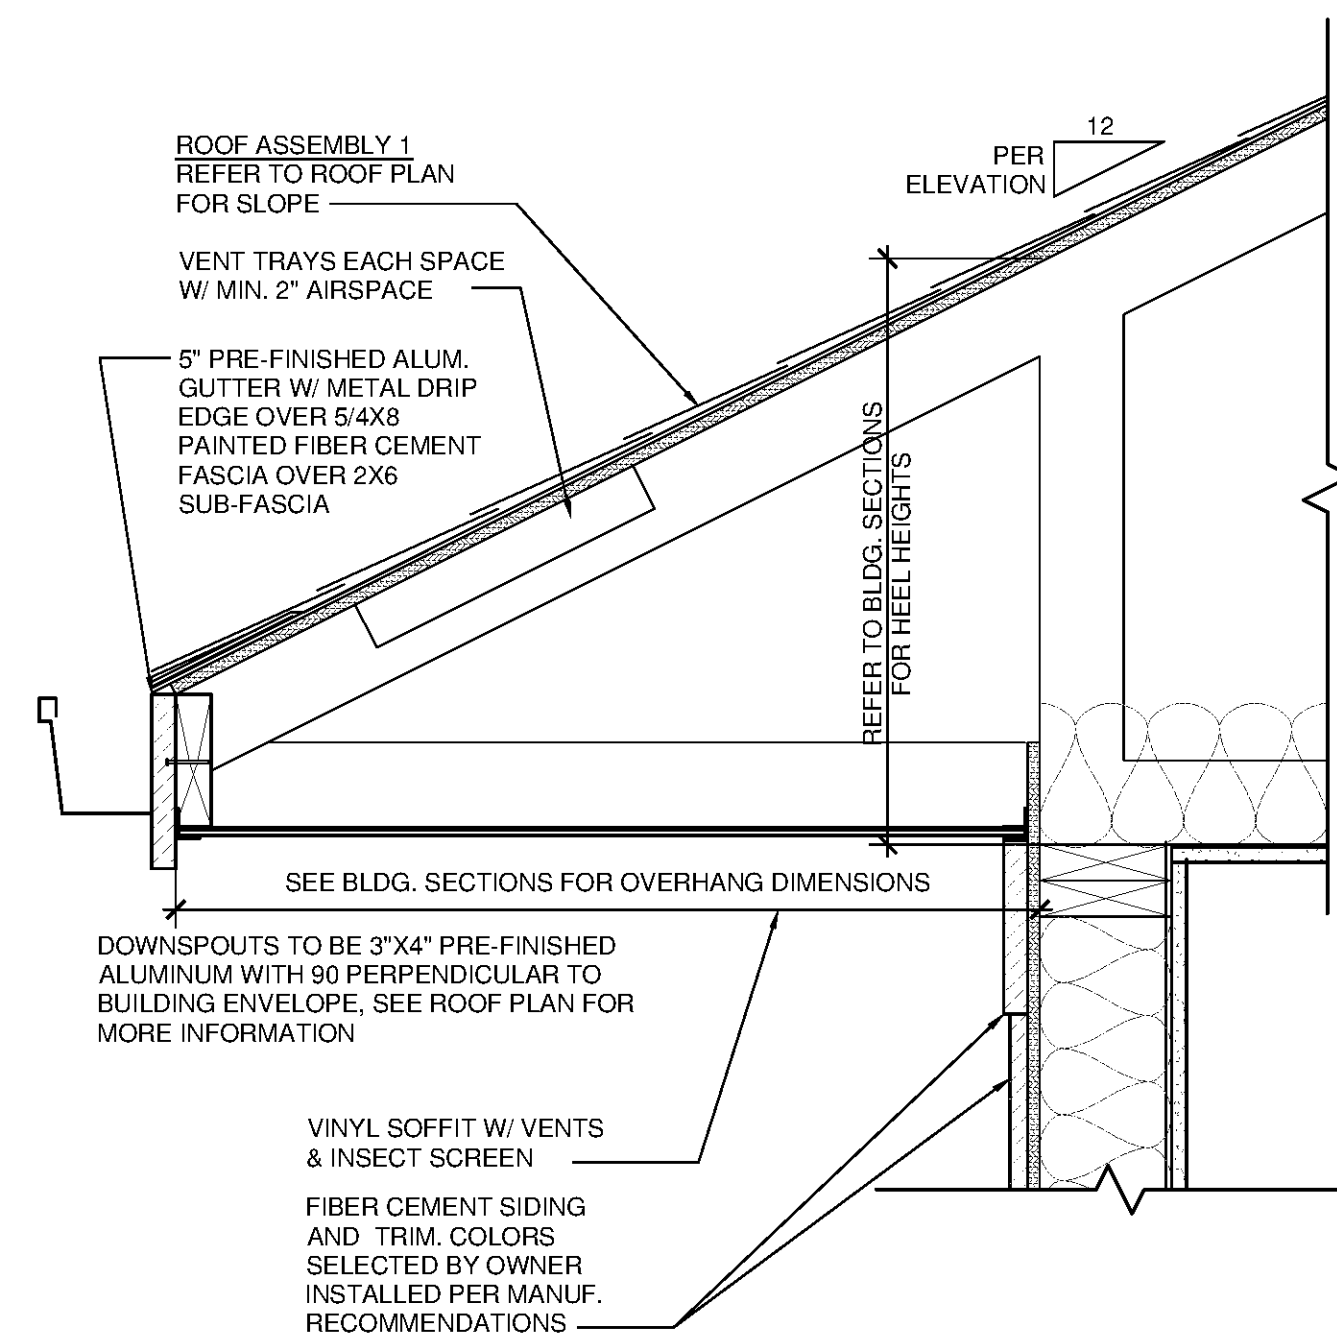 ROOF ASSEMBLY 1
REFER TO ROOF PLAN
FOR SLOPE
12
PER
ELEVATION
VENT TRAYS EACH SPACE
W/ MIN. 2" AIRSPACE
5" PRE-FINISHED ALUM.
GUTTER W/ METAL DRIP
EDGE OVER 5/4X8
PAINTED FIBER CEMENT
FASCIA OVER 2X6
SUB-FASCIA
REFER TO BLDG. SECTIONS
FOR HEEL HEIGHTS
SEE BLDG. SECTIONS FOR OVERHANG DIMENSIONS
DOWNSPOUTS TO BE 3"X4" PRE-FINISHED
ALUMINUM WITH 90 PERPENDICULAR TO
BUILDING ENVELOPE, SEE ROOF PLAN FOR
MORE INFORMATION
VINYL SOFFIT W/ VENTS
& INSECT SCREEN
FIBER CEMENT SIDING
AND TRIM. COLORS
SELECTED BY OWNER
INSTALLED PER MANUF.
RECOMMENDATIONS